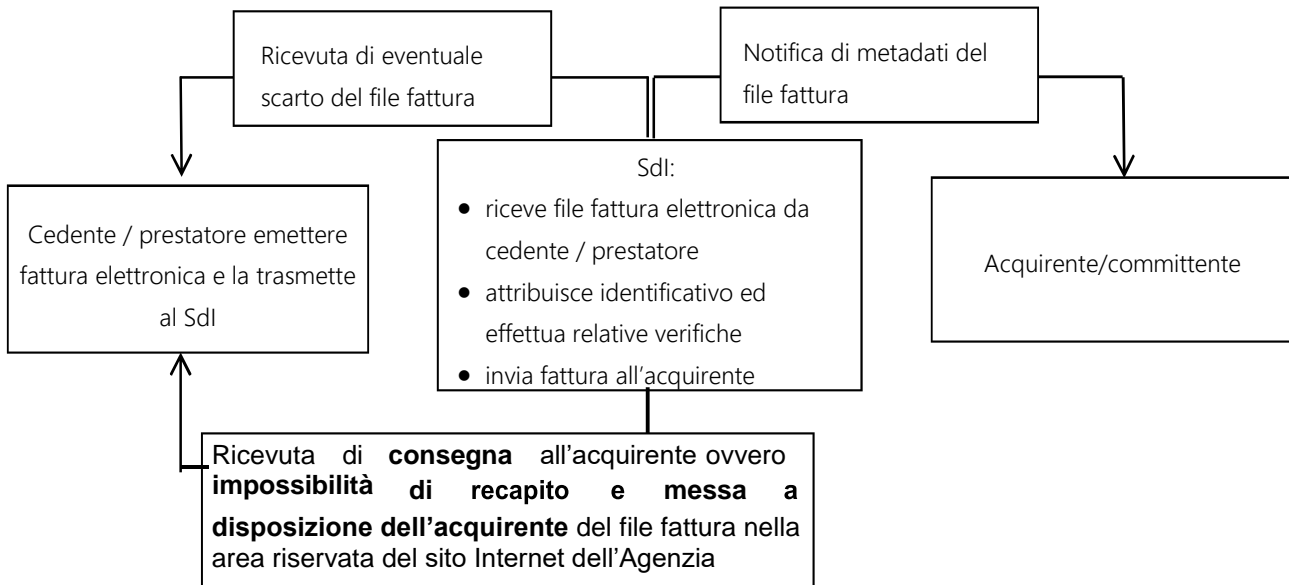 Ricevuta di eventuale
scarto del file fattura
Notifica di metadati del
file fattura
Cedente / prestatore emettere
fattura elettronica e la trasmette
al SdI
SdI:
• riceve file fattura elettronica da
cedente / prestatore
• attribuisce identificativo ed
effettua relative verifiche
• invia fattura all'acquirente
Acquirente/committente
Ricevuta di consegna all'acquirente ovvero
impossibilità di recapito e messa a
disposizione dell'acquirente del file fattura nella
area riservata del sito Internet dell'Agenzia